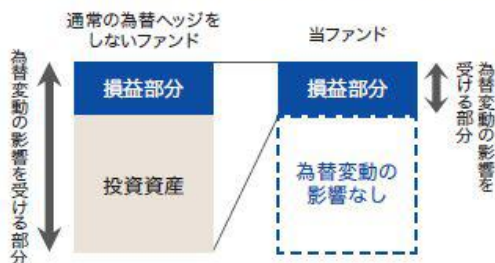 通常の為替ヘッジを
しないファンド
当ファンド
為替変動の影響を受ける部分
損益部分
投資資産
損益部分
為替変動の
影響なし
為替変動の影響を
受ける部分